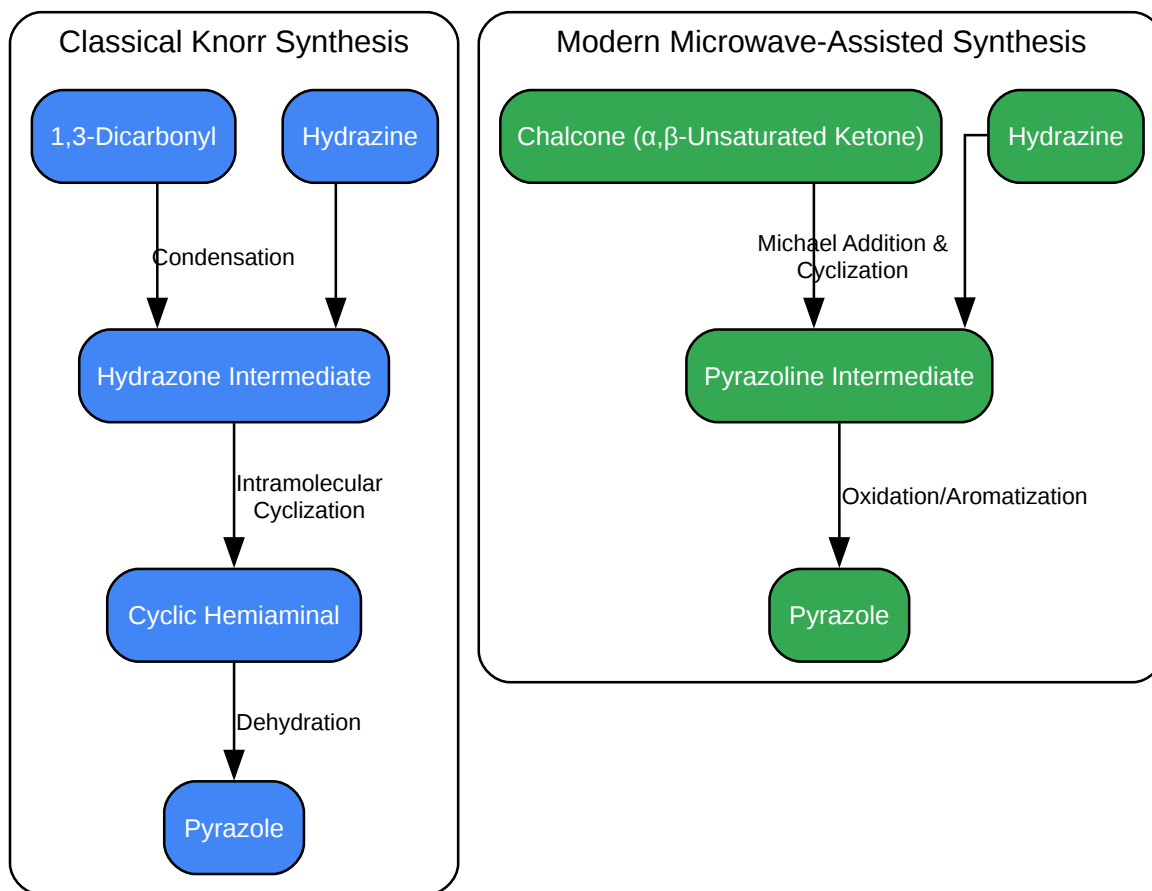 Classical Knorr Synthesis
1,3-Dicarbonyl
Hydrazine
Condensation
Hydrazone Intermediate
Intramolecular
Cyclization
Cyclic Hemiaminal
Dehydration
Pyrazole
Modern Microwave-Assisted Synthesis
Chalcone (α,β-Unsaturated Ketone)
Hydrazine
Michael Addition &
Cyclization
Pyrazoline Intermediate
Oxidation/Aromatization
Pyrazole